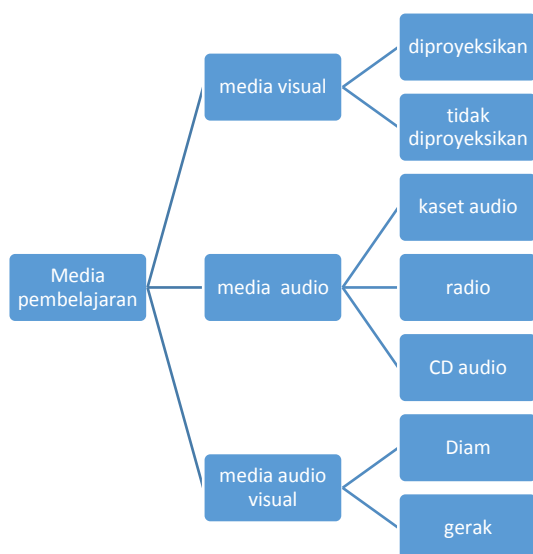 Media
pembelajaran
media visual
diproyeksikan
tidak
diproyeksikan
media audio
kaset audio
radio
CD audio
media audio
visual
Diam
gerak